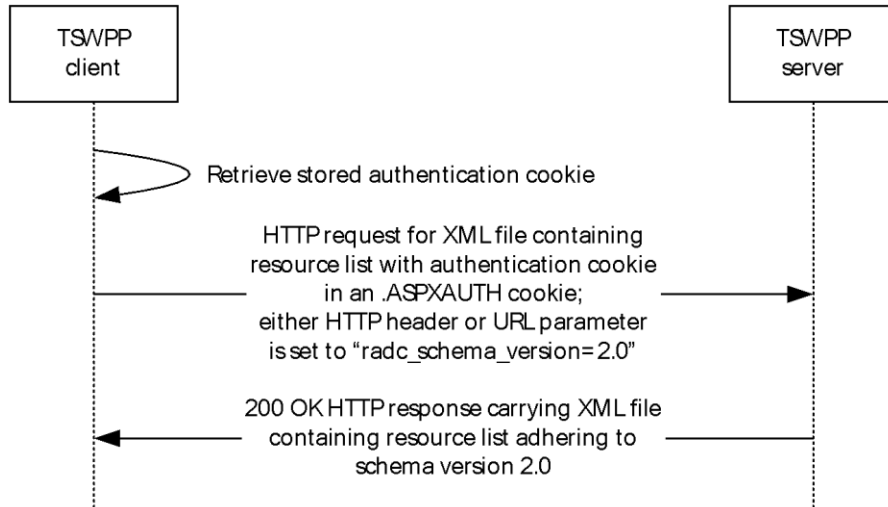 TSWPP
client
TSWPP
server
Retrieve stored authentication cookie
HTTP request for XML file containing
resource list with authentication cookie
in an .ASPXAUTH cookie;
either HTTP header or URL parameter
is set to “radc_schema_version=2.0”
200 OK HTTP response carrying XML file
containing resource list adhering to
schema version 2.0